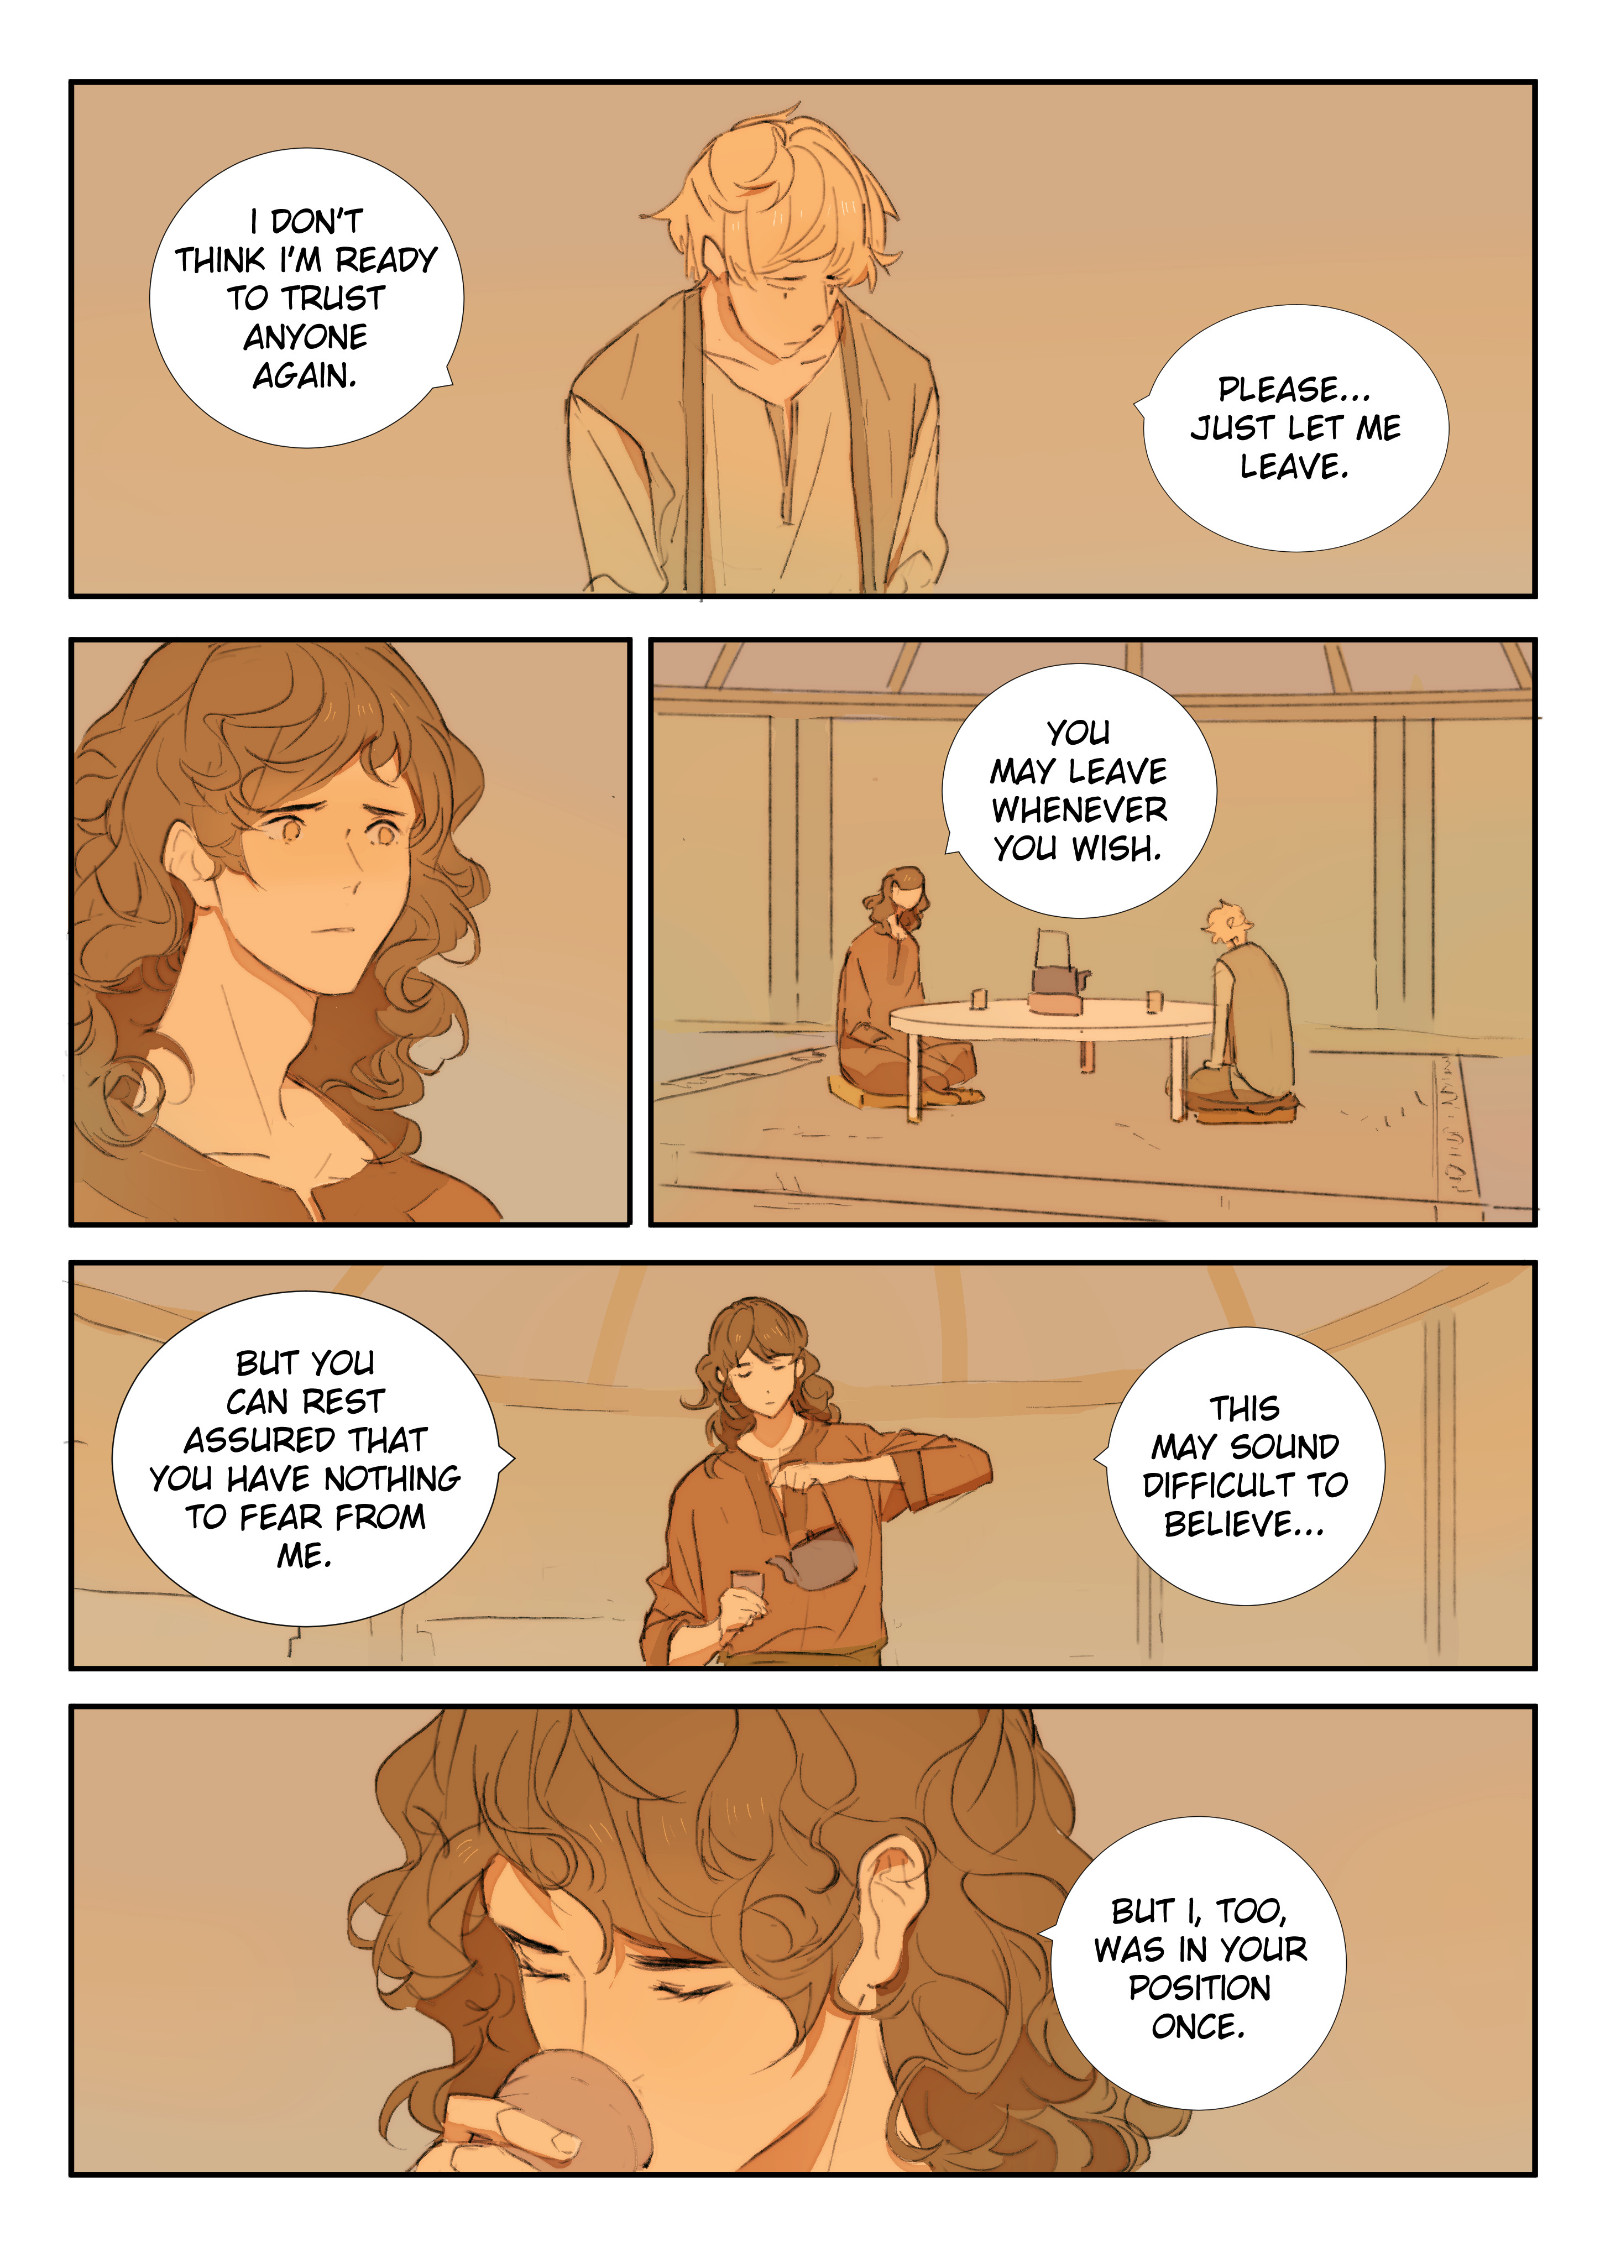 I DON'T
THINK I'M READY
TO TRUST
ANYONE
AGAIN.
PLEASE...
JUST LET ME
LEAVE.
YOU
MAY LEAVE
WHENEVER
YOU WISH.
BUT YOU
CAN REST
ASSURED THAT
YOU HAVE NOTHING
TO FEAR FROM
ME.
THIS
MAY SOUND
DIFFICULT TO
BELIEVE...
BUT I, TOO,
WAS IN YOUR
POSITION
ONCE.